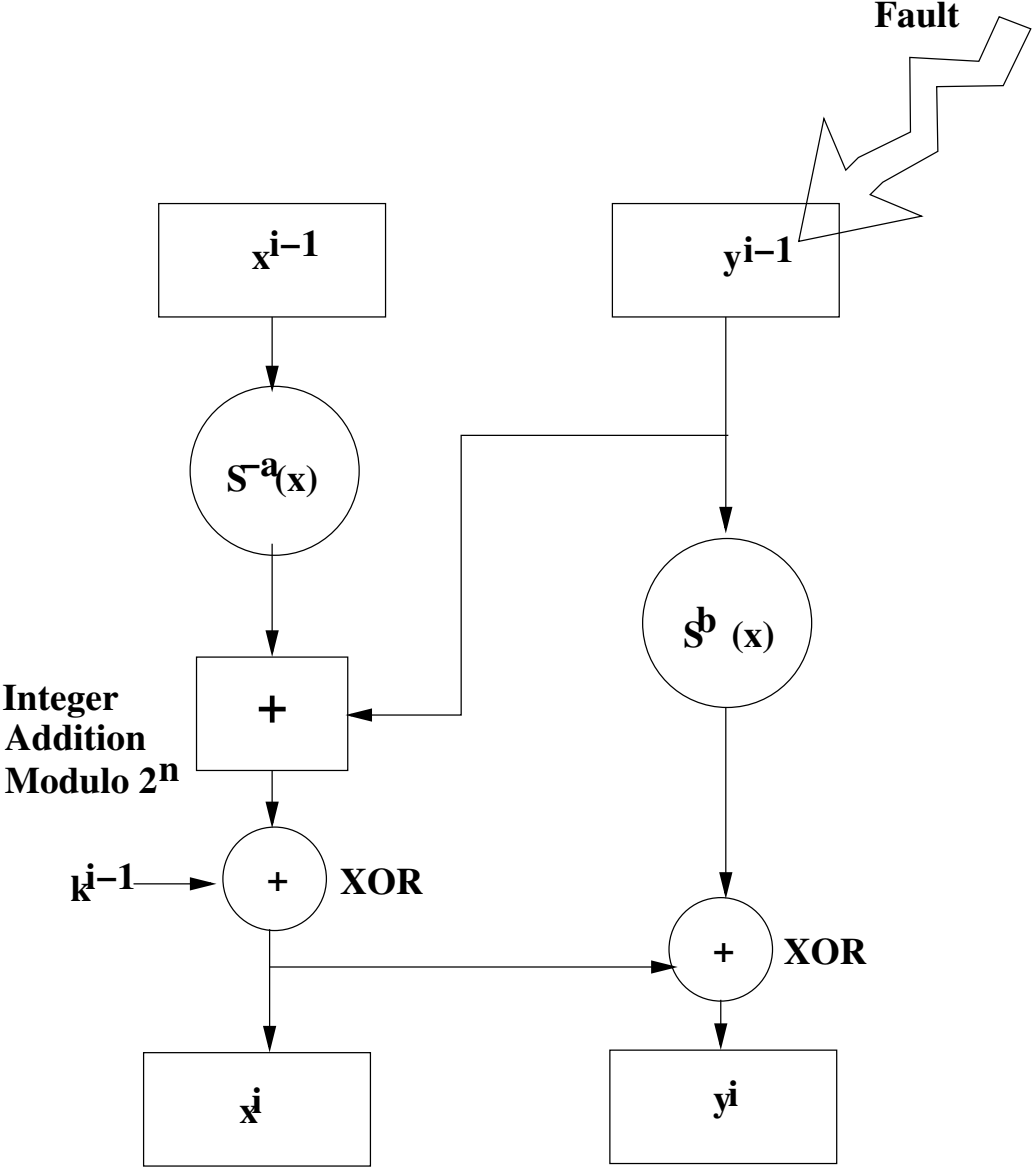 Fault
x^{i−1}
y^{i−1}
S^{−a}(x)
S^{b} (x)
Integer
Addition
Modulo 2^{n}
+
k^{i−1}
+
XOR
+
XOR
x^{i}
y^{i}